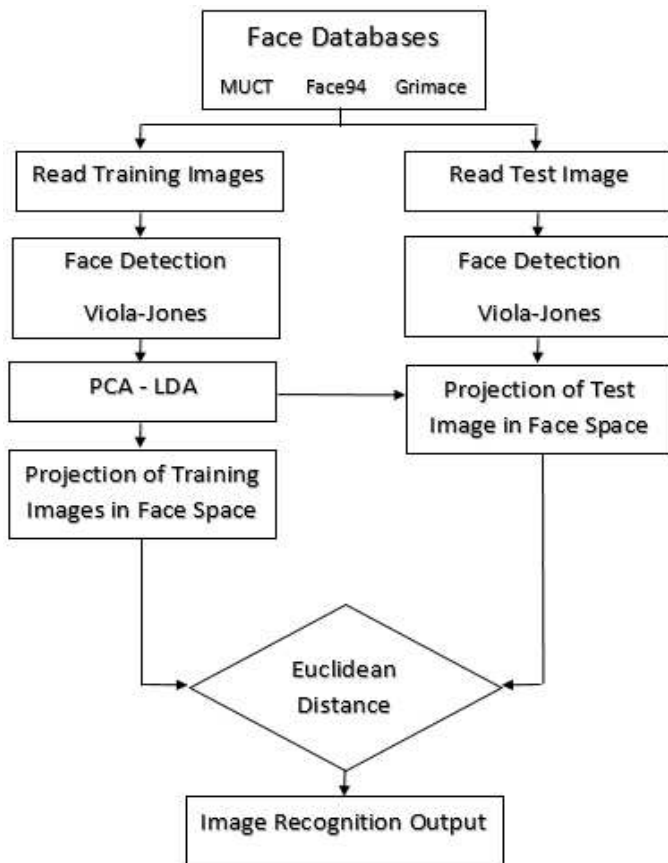 Face Databases
MUCT Face94 Grimace
Read Training Images
Read Test Image
Face Detection
Viola-Jones
Face Detection
Viola-Jones
PCA - LDA
Projection of Test
Image in Face Space
Projection of Training
Images in Face Space
Euclidean
Distance
Image Recognition Output